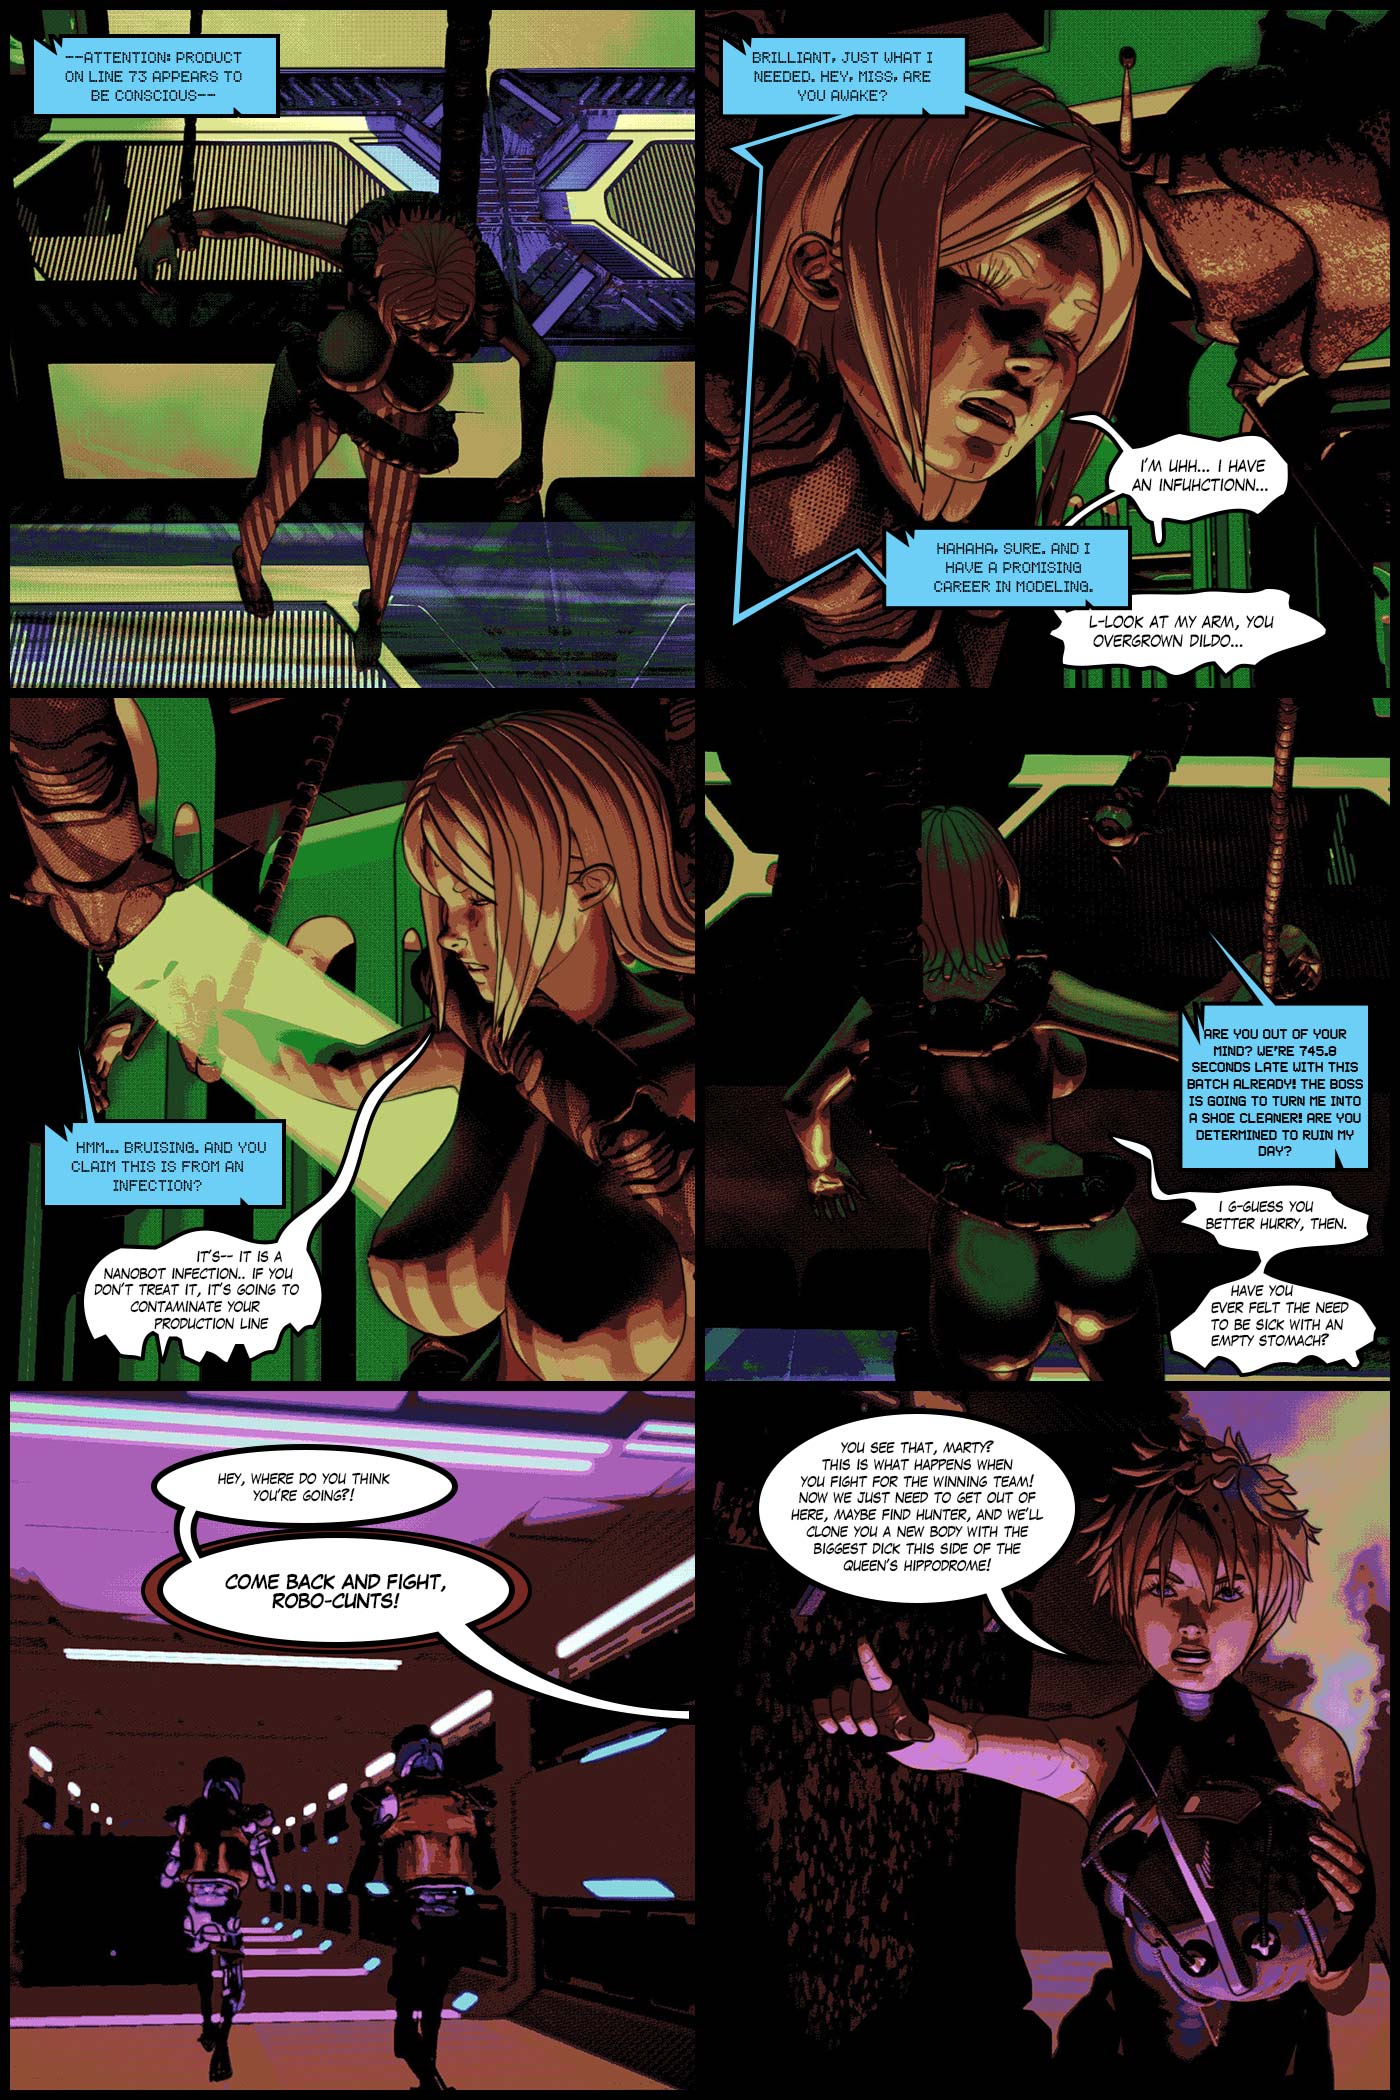 --ATTENTION: PRODUCT
ON LINE 73 APPEARS TO
BE CONSCIOUS--
BRILLIANT, JUST WHAT I
NEEDED. HEY, MISS, ARE
YOU AWAKE?
I'M UHH... I HAVE
AN INFUHCTIONN...
HAHAHA, SURE. AND I
HAVE A PROMISING
CAREER IN MODELING.
L-LOOK AT MY ARM, YOU
OVERGROWN DILDO...
HMM... BRUISING. AND YOU
CLAIM THIS IS FROM AN
INFECTION?
IT'S-- IT IS A
NANOBOT INFECTION.. IF YOU
DON'T TREAT IT, IT'S GOING TO
CONTAMINATE YOUR
PRODUCTION LINE
ARE YOU OUT OF YOUR
MIND? WE'RE 745.8
SECONDS LATE WITH THIS
BATCH ALREADY! THE BOSS
IS GOING TO TURN ME INTO
A SHOE CLEANER! ARE YOU
DETERMINED TO RUIN MY
DAY?
I G-GUESS YOU
BETTER HURRY, THEN.
HAVE YOU
EVER FELT THE NEED
TO BE SICK WITH AN
EMPTY STOMACH?
HEY, WHERE DO YOU THINK
YOU'RE GOING?!
COME BACK AND FIGHT,
ROBO-CUNTS!
YOU SEE THAT, MARTY?
THIS IS WHAT HAPPENS WHEN
YOU FIGHT FOR THE WINNING TEAM!
NOW WE JUST NEED TO GET OUT OF
HERE, MAYBE FIND HUNTER, AND WE'LL
CLONE YOU A NEW BODY WITH THE
BIGGEST DICK THIS SIDE OF THE
QUEEN'S HIPPODROME!